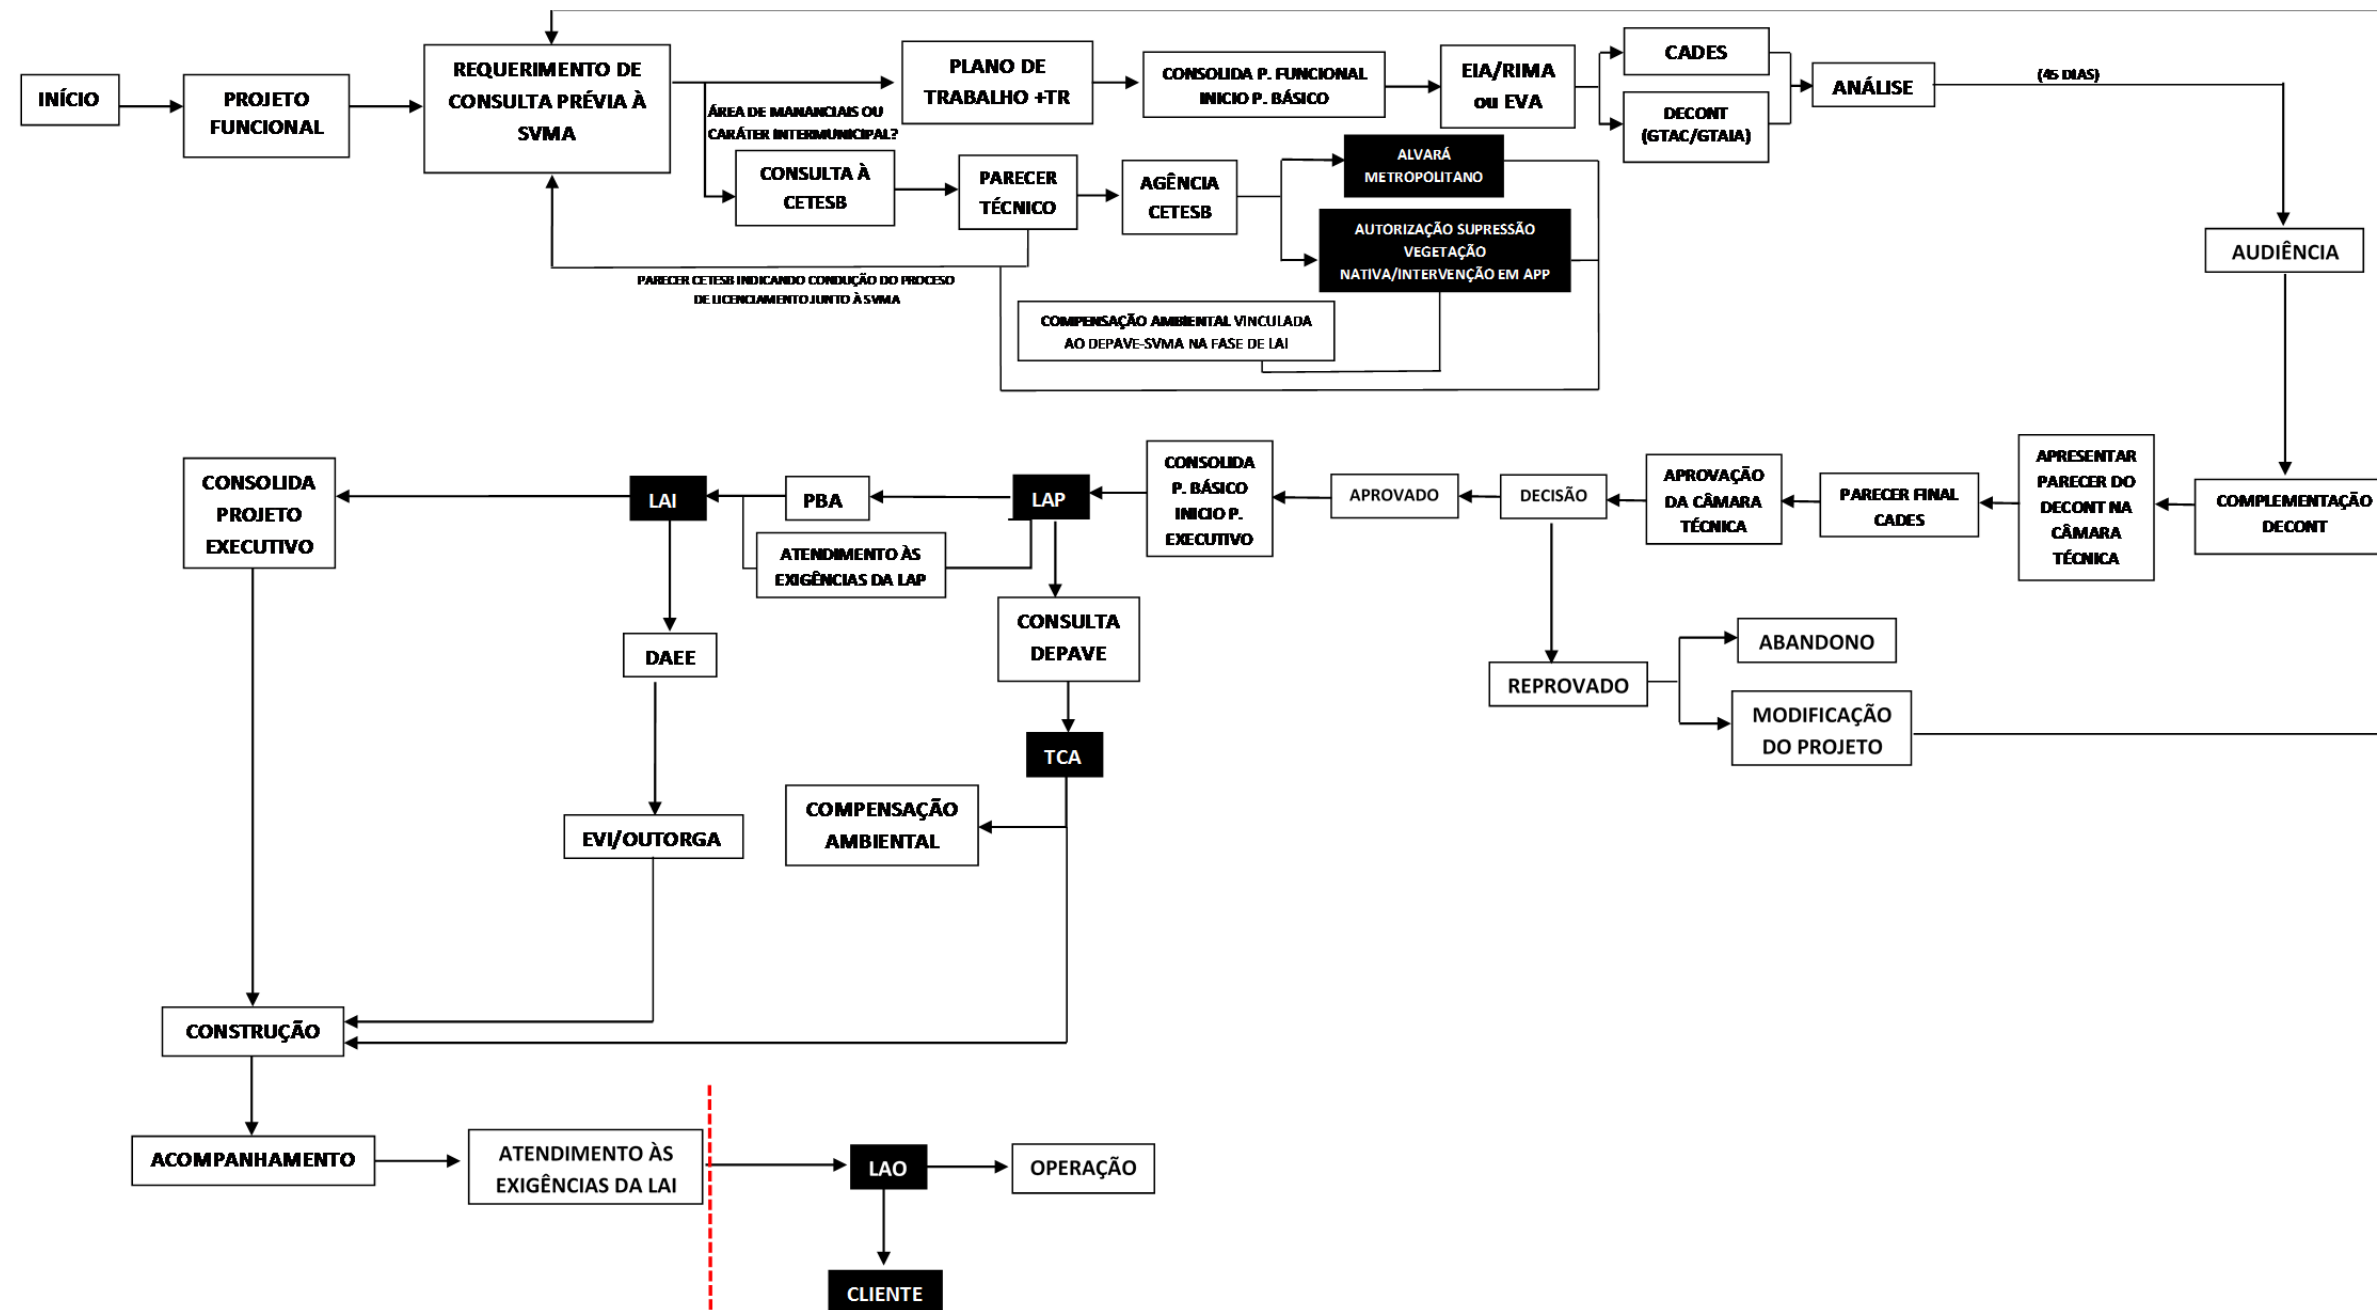 INÍCIO
PROJETO
FUNCIONAL
REQUERIMENTO DE
CONSULTA PRÉVIA À
SVMA
PLANO DE
TRABALHO +TR
CONSOLIDA P. FUNCIONAL
INICIO P. BÁSICO
EIA/RIMA
ou EVA
CADES
DECONT
(GTAC/GTAIA)
ANÁLISE
(45 DIAS)
ÁREA DE MANANCIAIS OU
CARÁTER INTERMUNICIPAL?
CONSULTA À
CETESB
PARECER
TÉCNICO
AGÊNCIA
CETESB
ALVARÁ
METROPOLITANO
AUTORIZAÇÃO SUPRESSÃO
VEGETAÇÃO
NATIVA/INTERVENÇÃO EM APP
AUDIÊNCIA
PARECER CETESB INDICANDO CONDUÇÃO DO PROCESO
DE LICENCIAMENTO JUNTO À SVMA
COMPENSAÇÃO AMBIENTAL VINCULADA
AO DEPAVE-SVMA NA FASE DE LAI
CONSOLIDA
PROJETO
EXECUTIVO
LAI
PBA
LAP
CONSOLIDA
P. BÁSICO
INICIO P.
EXECUTIVO
APROVADO
DECISÃO
APROVAÇÃO
DA CÂMARA
TÉCNICA
PARECER FINAL
CADES
APRESENTAR
PARECER DO
DECONT NA
CÂMARA
TÉCNICA
COMPLEMENTAÇÃO
DECONT
ATENDIMENTO ÀS
EXIGÊNCIAS DA LAP
DAEE
CONSULTA
DEPAVE
REPROVADO
ABANDONO
MODIFICAÇÃO
DO PROJETO
TCA
EVI/OUTORGA
COMPENSAÇÃO
AMBIENTAL
CONSTRUÇÃO
ACOMPANHAMENTO
ATENDIMENTO ÀS
EXIGÊNCIAS DA LAI
LAO
OPERAÇÃO
CLIENTE